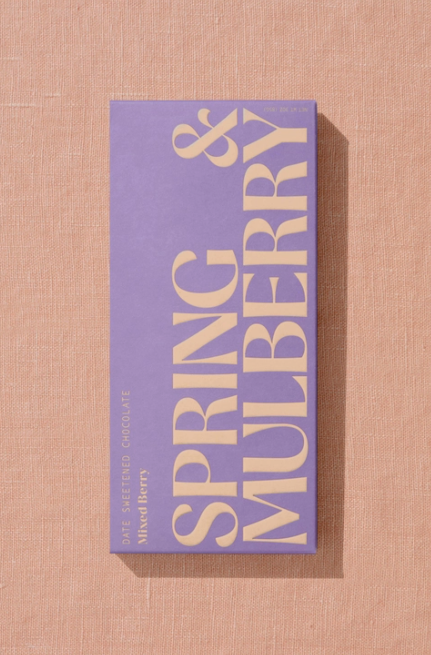 SPRING &
MULBERRY
DATE SWEETENED CHOCOLATE
Mixed Berry